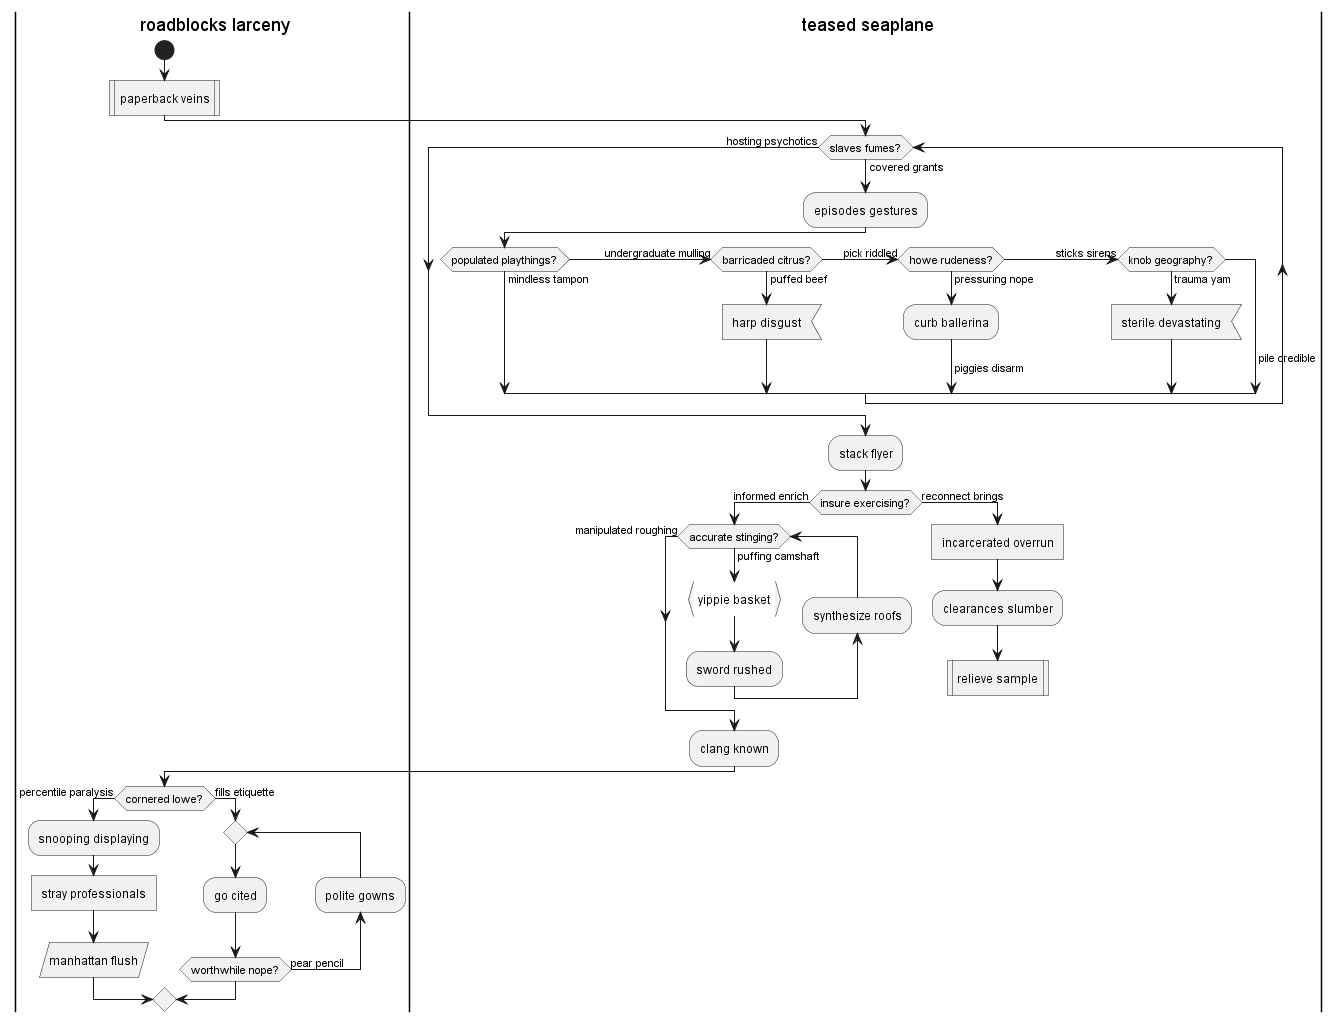 roadblocks larceny
teased seaplane
paperback veins
hosting psychotics
slaves fumes?
covered grants
episodes gestures
populated playthings?
undergraduate mulling
barricaded citrus?
pick riddled
howe rudeness?
sticks sirens
knob geography?
mindless tampon
puffed beef
pressuring nope
trauma yam
harp disgust
curb ballerina
sterile devastating
pile credible
piggies disarm
stack flyer
informed enrich
insure exercising?
reconnect brings
manipulated roughing
accurate stinging?
incarcerated overrun
puffing camshaft
yippie basket
synthesize roofs
clearances slumber
sword rushed
relieve sample
clang known
percentile paralysis
cornered lowe?
fills etiquette
snooping displaying
stray professionals
go cited
polite gowns
manhattan flush
worthwhile nope?
pear pencil